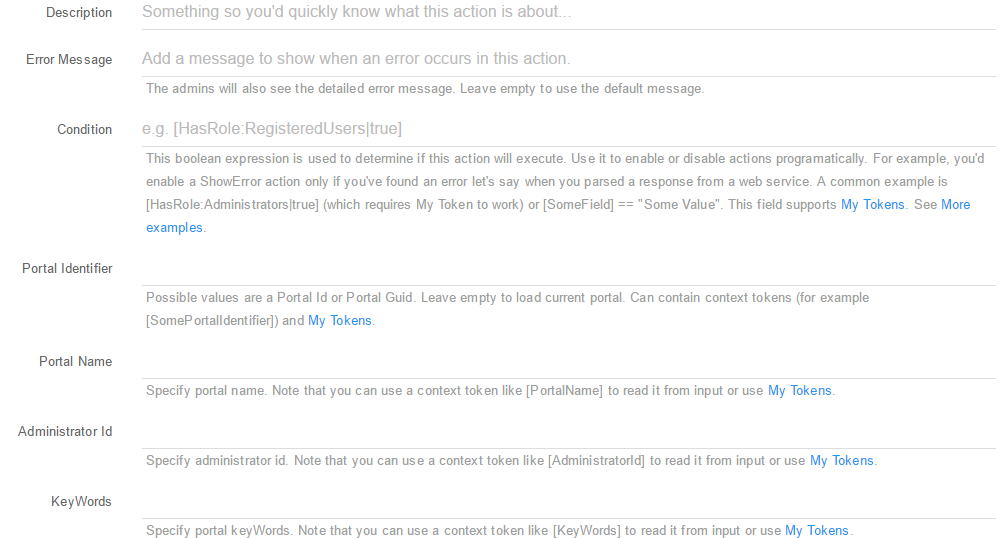 Description Something so you'd quickly know what this action is about...
Error Message Add a message to show when an error occurs in this action.
The admins will also see the detailed error message. Leave empty to use the default message.
Condition e.g. [HasRole:RegisteredUsers|true]
This boolean expression is used to determine if this action will execute. Use it to enable or disable actions programatically. For example, you'd
enable a ShowError action only if you've found an error let's say when you parsed a response from a web service. A common example is
[HasRole:Administrators|true] (which requires My Token to work) or [SomeField] == "Some Value". This field supports My Tokens. See More
examples.
Portal Identifier
Possible values are a Portal Id or Portal Guid. Leave empty to load current portal. Can contain context tokens (for example
[SomePortalIdentifier]) and My Tokens.
Portal Name
Specify portal name. Note that you can use a context token like [PortalName] to read it from input or use My Tokens.
Administrator Id
Specify administrator id. Note that you can use a context token like [AdministratorId] to read it from input or use My Tokens.
KeyWords
Specify portal keyWords. Note that you can use a context token like [KeyWords] to read it from input or use My Tokens.